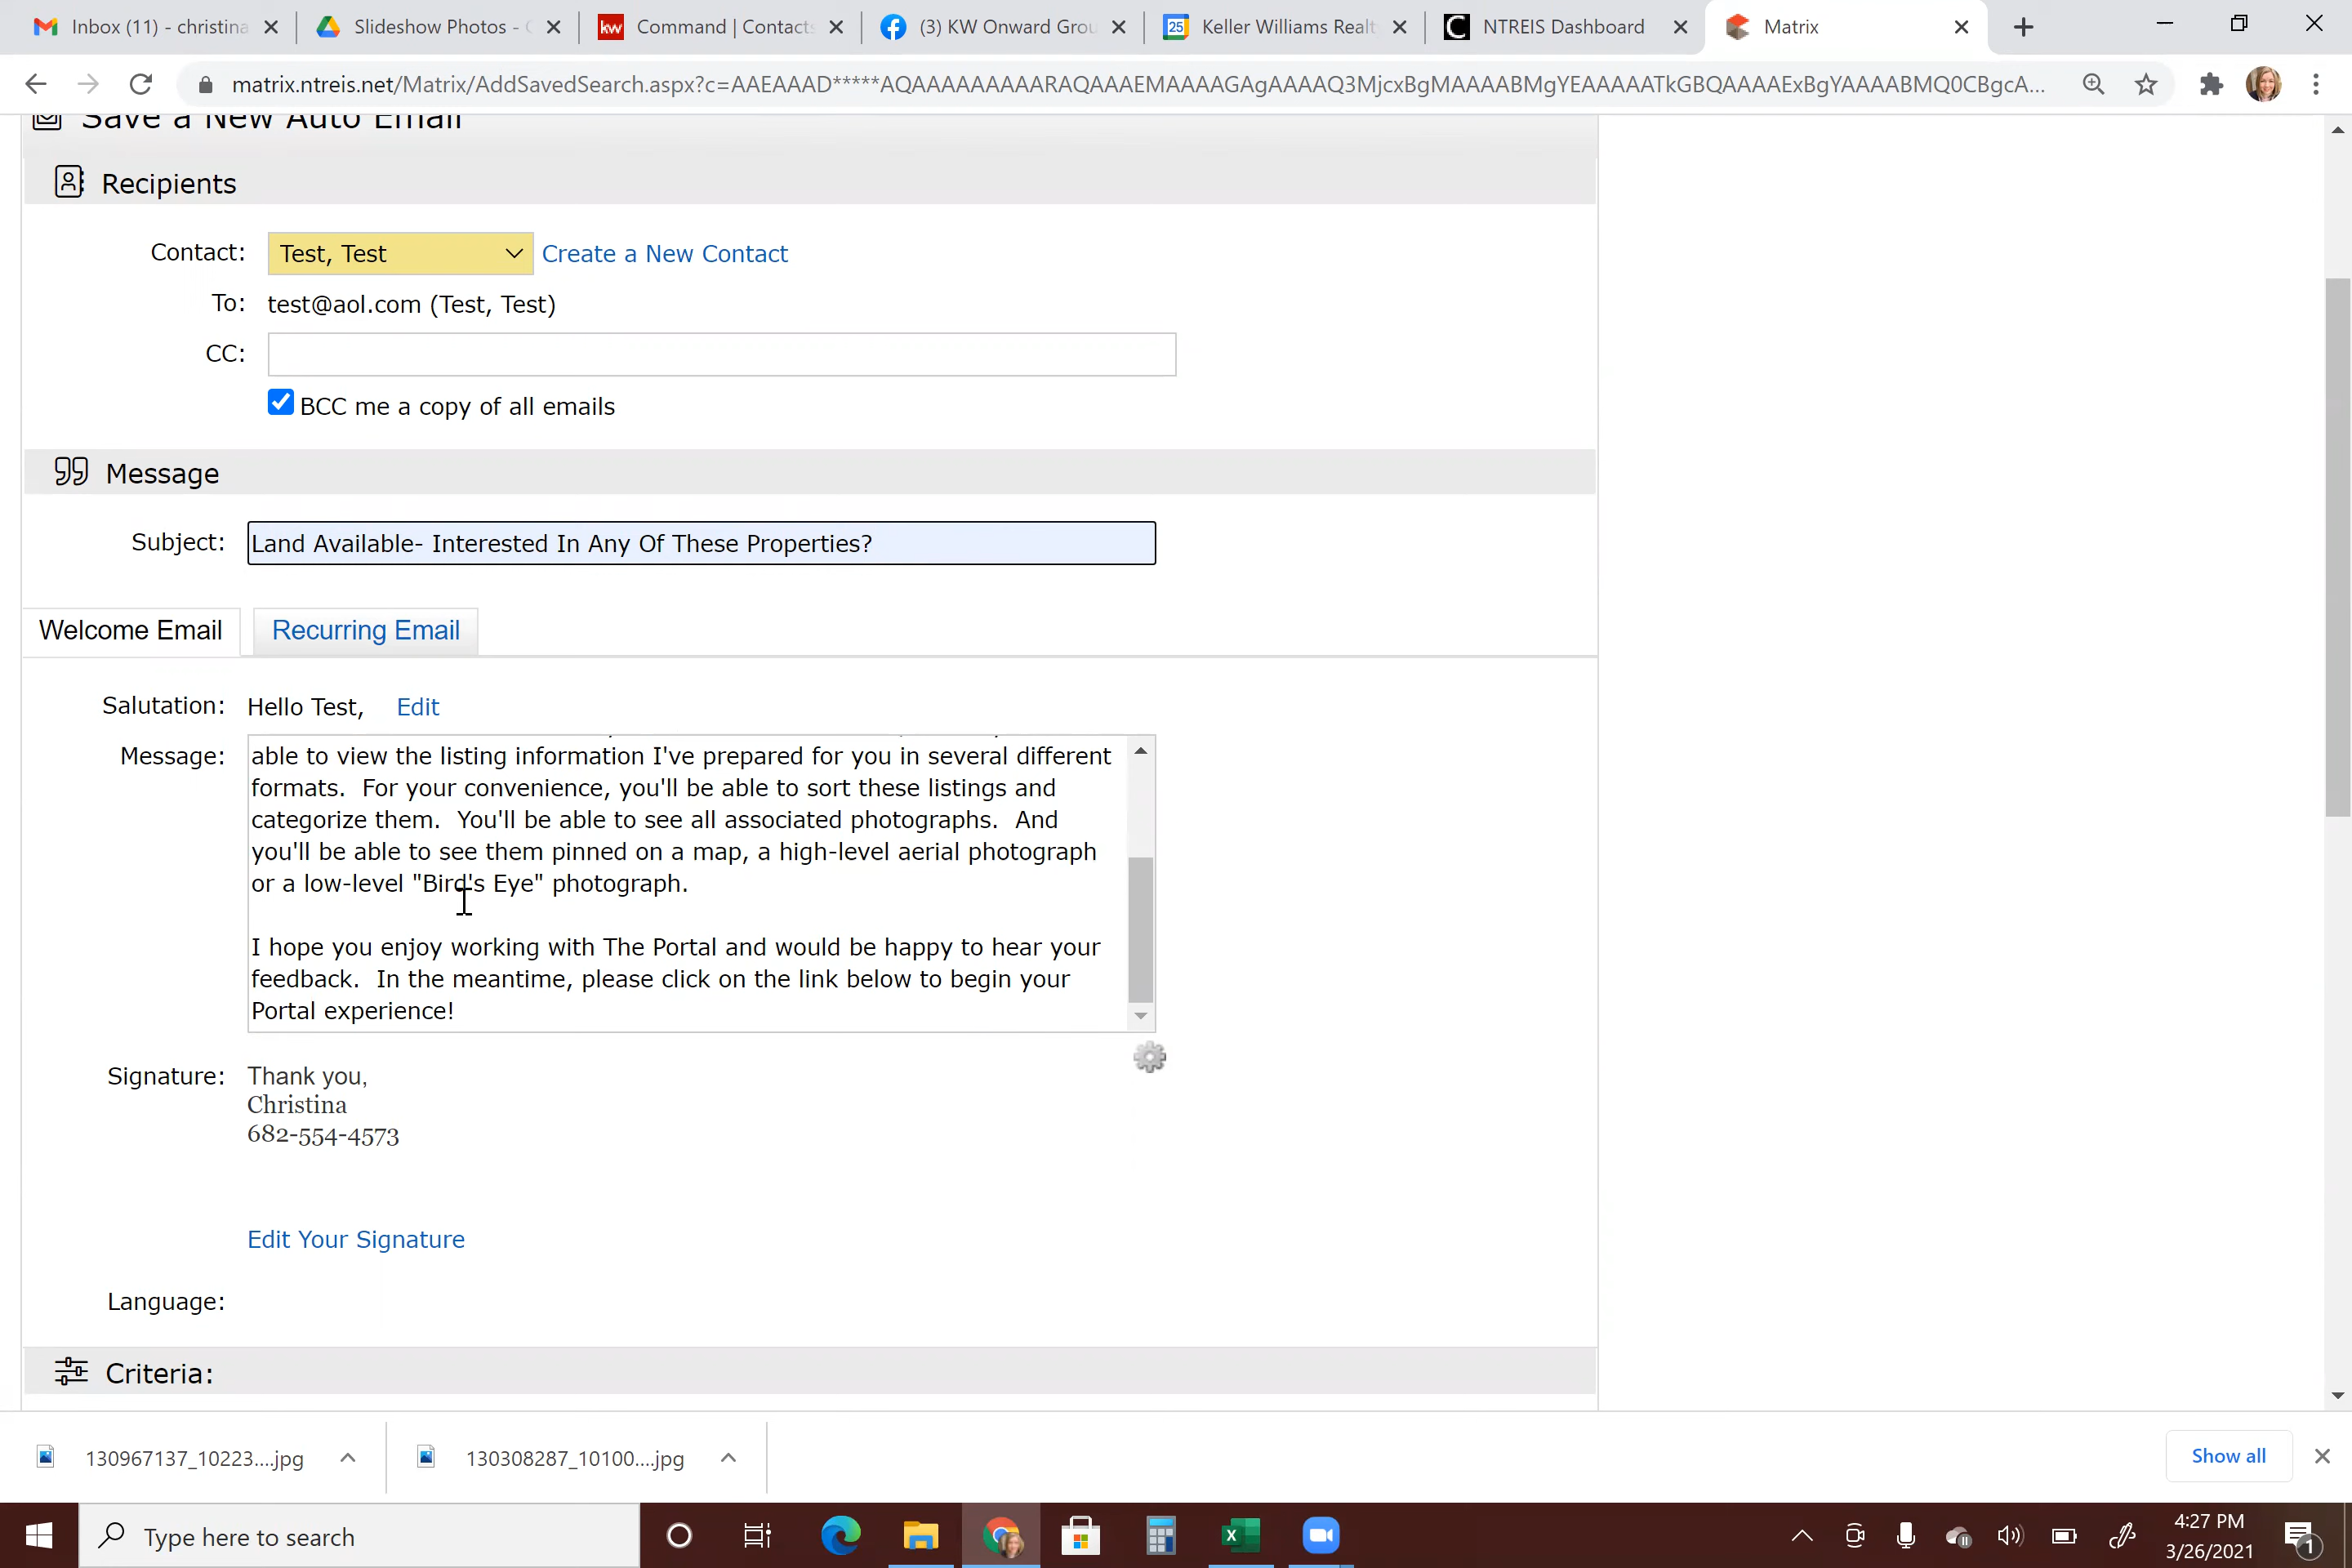 Inbox (11) - christina
Slideshow Photos -
kw Command | Contacts
(3) KW Onward Grou
25 Keller Williams Realt
NTREIS Dashboard
Matrix
matrix.ntreis.net/Matrix/AddSavedSearch.aspx?c=AAEAAAD*****AQAAAAAAAAARAQAAAEMAAAAGAgAAAAQ3MjcxBgMAAAABMgYEAAAAATkGBQAAAAExBgYAAAABMQ0CBgcA...
Save a New Auto Email
Recipients
Contact: Test, Test Create a New Contact
To: test@aol.com (Test, Test)
CC:
BCC me a copy of all emails
Message
Subject: Land Available- Interested In Any Of These Properties?
Welcome Email Recurring Email
Salutation: Hello Test, Edit
Message: able to view the listing information I've prepared for you in several different
formats.  For your convenience, you'll be able to sort these listings and
categorize them.  You'll be able to see all associated photographs.  And
you'll be able to see them pinned on a map, a high-level aerial photograph
or a low-level "Bird's Eye" photograph.
I hope you enjoy working with The Portal and would be happy to hear your
feedback.  In the meantime, please click on the link below to begin your
Portal experience!
Signature: Thank you,
Christina
682-554-4573
Edit Your Signature
Language:
Criteria:
130967137_10223....jpg
130308287_10100....jpg
Show all
Type here to search
4:27 PM
3/26/2021
1